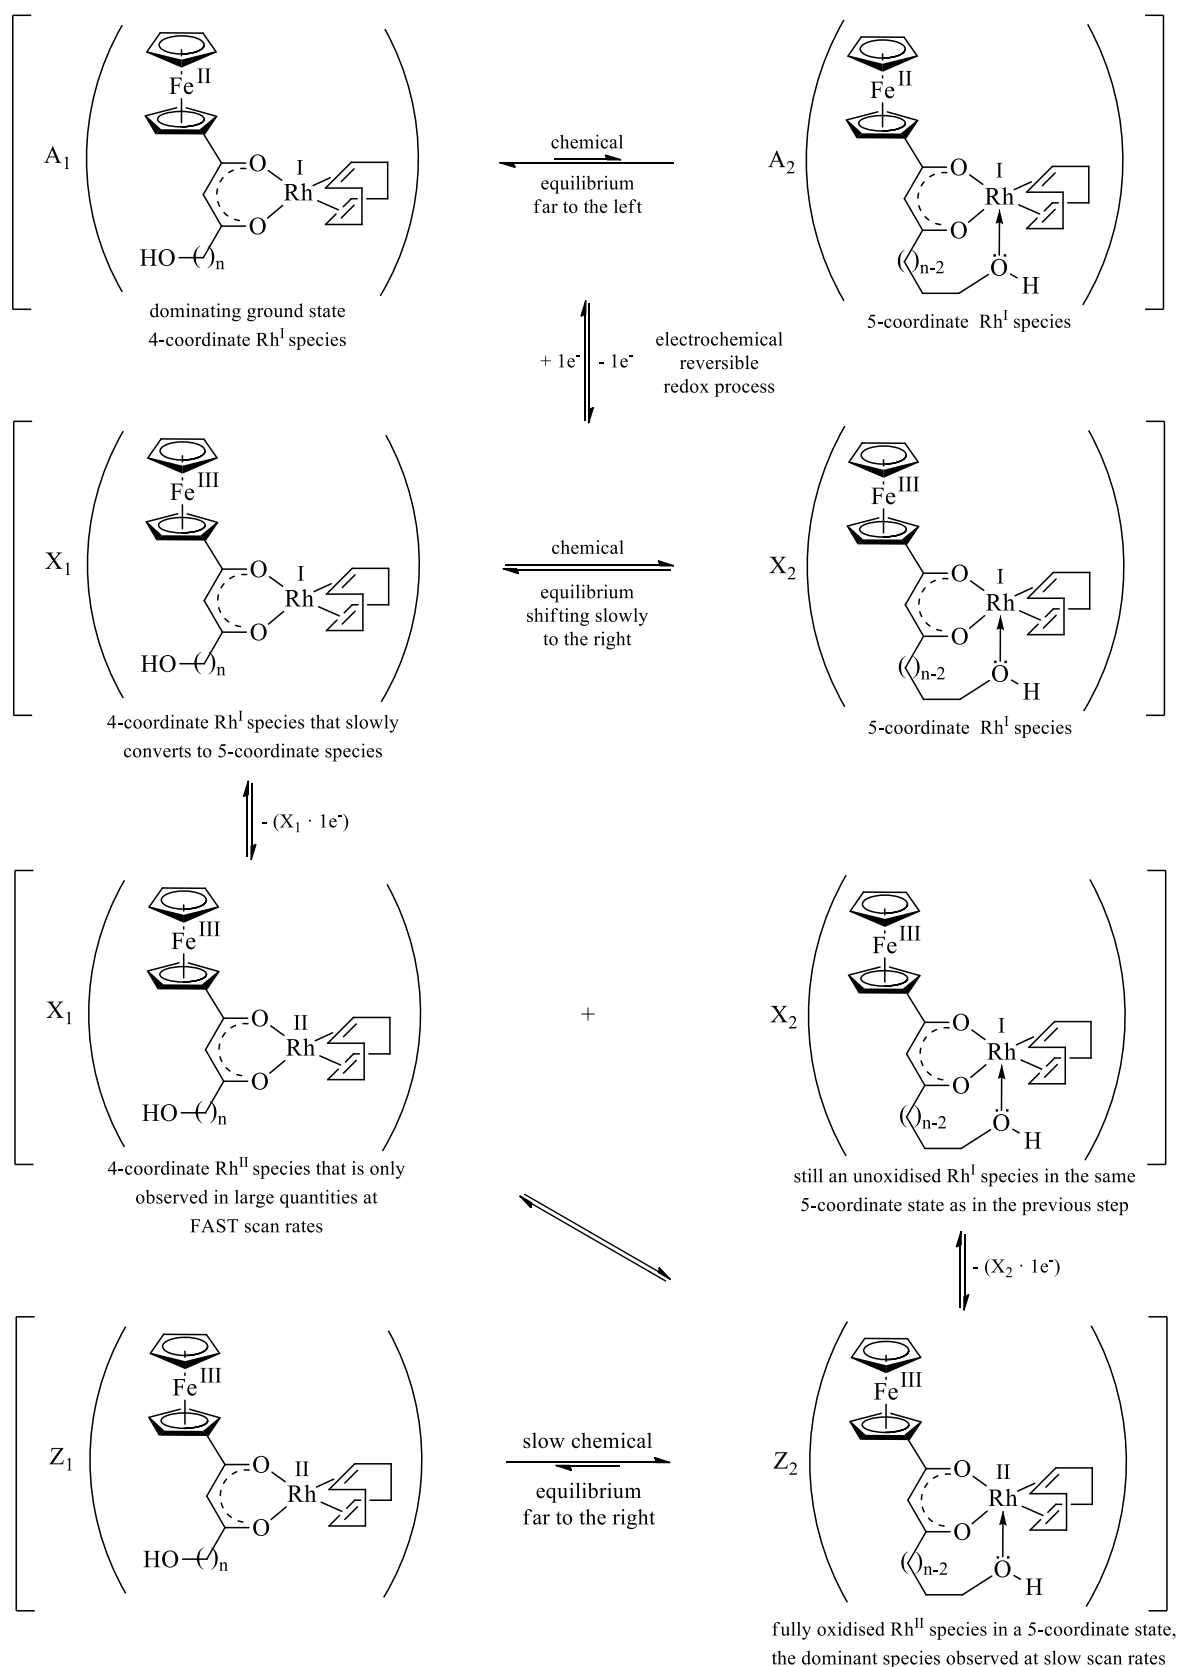 Fe II
A1
O
O
Rh I
HO ( )n
dominating ground state
4-coordinate Rh^I species
chemical
equilibrium
far to the left
Fe II
A2
O
O
Rh I
( )n-2
Ö
H
5-coordinate Rh^I species
+ 1e^- - 1e^-
electrochemical
reversible
redox process
Fe III
X1
O
O
Rh I
HO ( )n
4-coordinate Rh^I species that slowly
converts to 5-coordinate species
chemical
equilibrium
shifting slowly
to the right
Fe III
X2
O
O
Rh I
( )n-2
Ö
H
5-coordinate Rh^I species
- (X1 · 1e^-)
Fe III
X1
O
O
Rh II
HO ( )n
4-coordinate Rh^II species that is only
observed in large quantities at
FAST scan rates
+
Fe III
X2
O
O
Rh I
( )n-2
Ö
H
still an unoxidised Rh^I species in the same
5-coordinate state as in the previous step
- (X2 · 1e^-)
Fe III
Z1
O
O
Rh II
HO ( )n
slow chemical
equilibrium
far to the right
Fe III
Z2
O
O
Rh II
( )n-2
Ö
H
fully oxidised Rh^II species in a 5-coordinate state,
the dominant species observed at slow scan rates